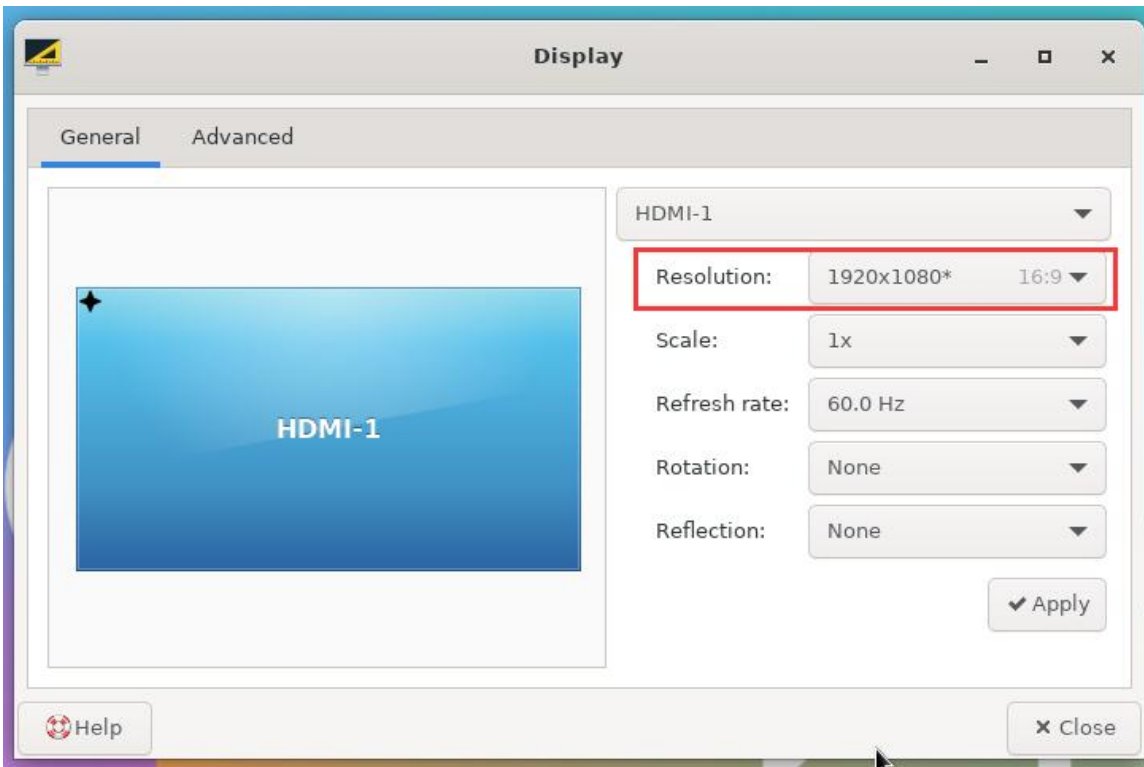 Display
General Advanced
HDMI-1
HDMI-1
Resolution: 1920x1080* 16:9
Scale: 1x
Refresh rate: 60.0 Hz
Rotation: None
Reflection: None
Apply
Help
Close